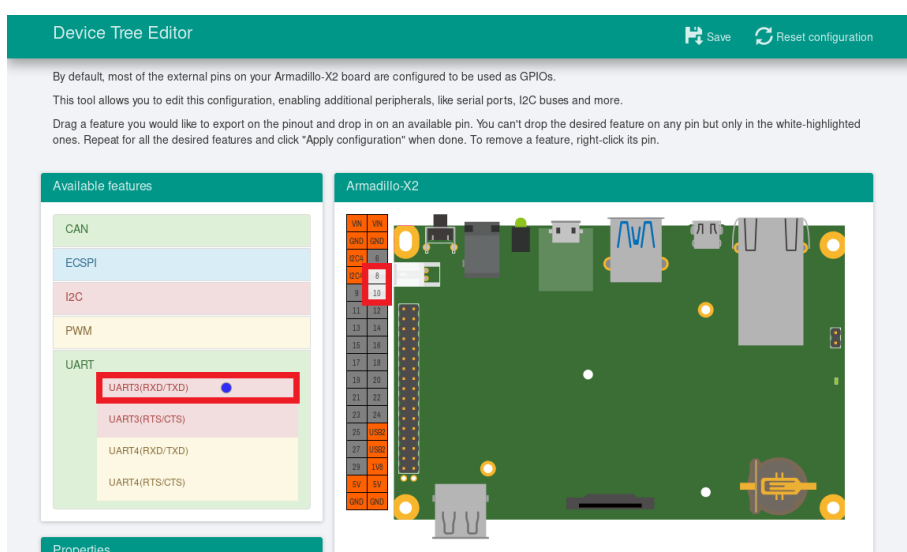 Device Tree Editor
Save
Reset configuration
By default, most of the external pins on your Armadillo-X2 board are configured to be used as GPIOs.
This tool allows you to edit this configuration, enabling additional peripherals, like serial ports, I2C buses and more.
Drag a feature you would like to export on the pinout and drop in on an available pin. You can't drop the desired feature on any pin but only in the white-highlighted
ones. Repeat for all the desired features and click "Apply configuration" when done. To remove a feature, right-click its pin.
Available features
CAN
ECSPI
I2C
PWM
UART
UART3(RXD/TXD)
UART3(RTS/CTS)
UART4(RXD/TXD)
UART4(RTS/CTS)
Properties
Armadillo-X2
VIN VIN
GND GND
I2C4 6
I2C4 8
9 10
11 12
13 14
15 16
17 18
19 20
21 22
23 24
25 USB2
27 USB2
29 1V8
5V 5V
GND GND